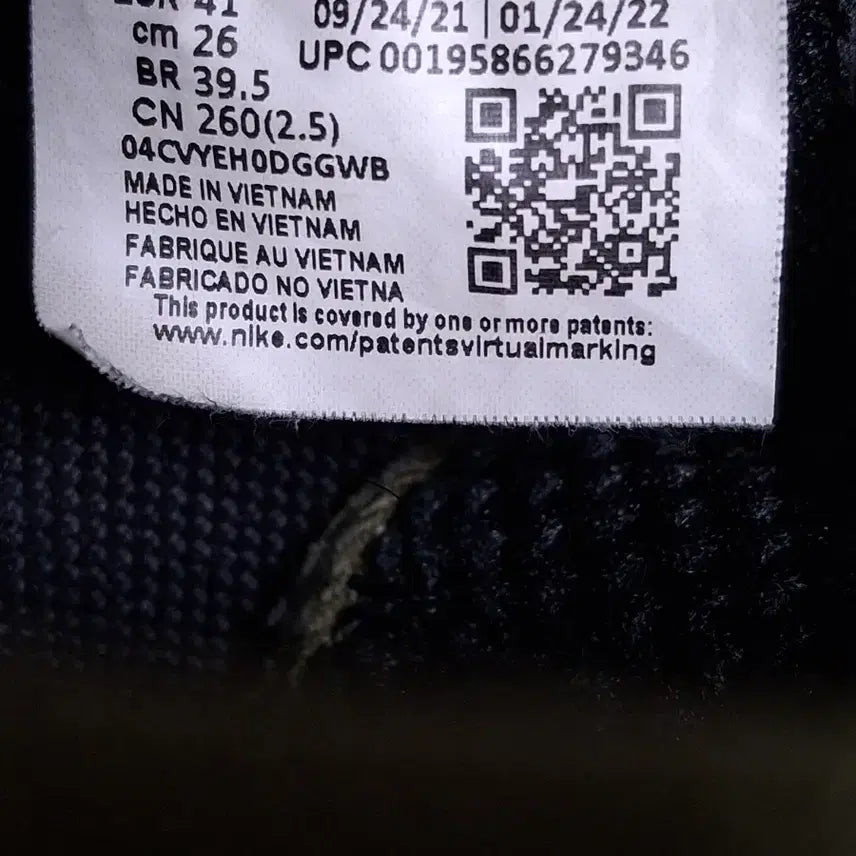 EUR 41
09/24/21 | 01/24/22
cm 26
UPC 00195866279346
BR 39.5
CN 260(2.5)
04CVYEH0DGGWB
MADE IN VIETNAM
HECHO EN VIETNAM
FABRIQUE AU VIETNAM
FABRICADO NO VIETNA
This product is covered by one or more patents:
www.nike.com/patentsvirtualmarking